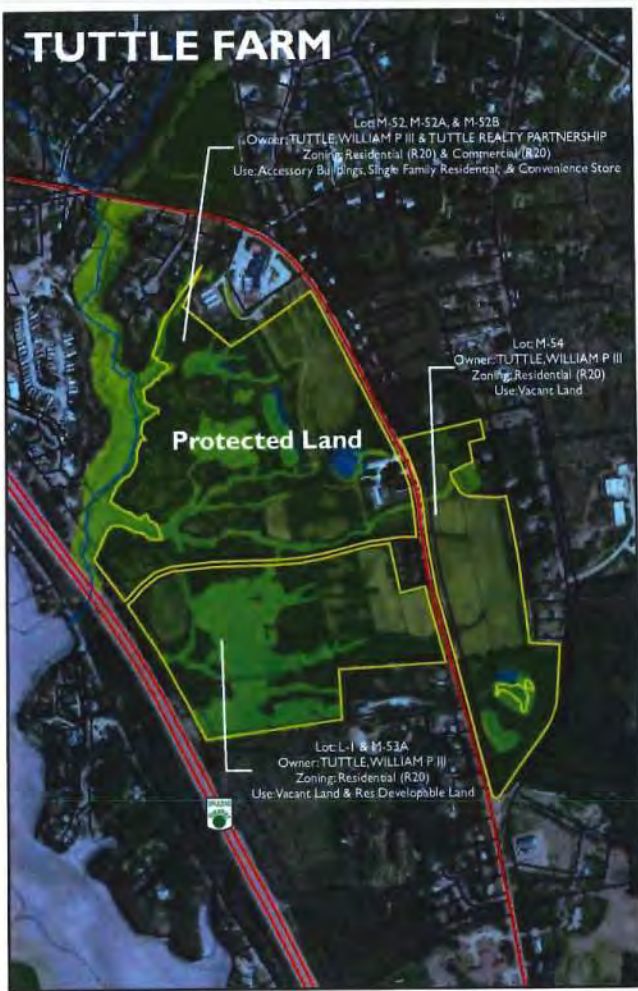 TUTTLE FARM
Lot: M-52, M-52A, & M-52B
Owner: TUTTLE, WILLIAM P III & TUTTLE REALTY PARTNERSHIP
Zoning: Residential (R20) & Commercial (R20)
Use: Accessory Buildings, Single Family Residential, & Convenience Store
Lot: M-54
Owner: TUTTLE, WILLIAM P III
Zoning: Residential (R20)
Use: Vacant Land
Protected Land
Lot: L-1 & M-53A
Owner: TUTTLE, WILLIAM P III
Zoning: Residential (R20)
Use: Vacant Land & Res Developable Land